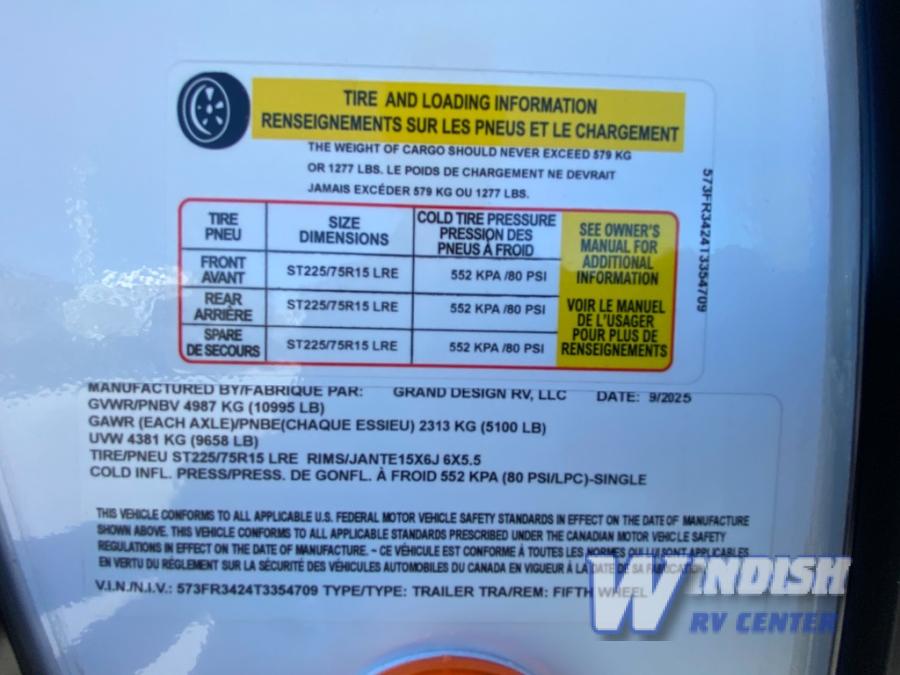 TIRE AND LOADING INFORMATION
RENSEIGNEMENTS SUR LES PNEUS ET LE CHARGEMENT
THE WEIGHT OF CARGO SHOULD NEVER EXCEED 579 KG
OR 1277 LBS. LE POIDS DE CHARGEMENT NE DEVRAIT
JAMAIS EXCÉDER 579 KG OU 1277 LBS.
TIRE
PNEU
SIZE
DIMENSIONS
COLD TIRE PRESSURE
PRESSION DES
PNEUS À FROID
SEE OWNER'S
MANUAL FOR
ADDITIONAL
INFORMATION
VOIR LE MANUEL
DE L'USAGER
POUR PLUS DE
RENSEIGNEMENTS
FRONT
AVANT
ST225/75R15 LRE
552 KPA /80 PSI
REAR
ARRIÈRE
ST225/75R15 LRE
552 KPA /80 PSI
SPARE
DE SECOURS
ST225/75R15 LRE
552 KPA /80 PSI
573FR3424T3354709
MANUFACTURED BY/FABRIQUE PAR: GRAND DESIGN RV, LLC DATE: 9/2025
GVWR/PNBV 4987 KG (10995 LB)
GAWR (EACH AXLE)/PNBE(CHAQUE ESSIEU) 2313 KG (5100 LB)
UVW 4381 KG (9658 LB)
TIRE/PNEU ST225/75R15 LRE RIMS/JANTE15X6J 6X5.5
COLD INFL. PRESS/PRESS. DE GONFL. À FROID 552 KPA (80 PSI/LPC)-SINGLE
THIS VEHICLE CONFORMS TO ALL APPLICABLE U.S. FEDERAL MOTOR VEHICLE SAFETY STANDARDS IN EFFECT ON THE DATE OF MANUFACTURE
SHOWN ABOVE. THIS VEHICLE CONFORMS TO ALL APPLICABLE STANDARDS PRESCRIBED UNDER THE CANADIAN MOTOR VEHICLE SAFETY
REGULATIONS IN EFFECT ON THE DATE OF MANUFACTURE. ~ CE VÉHICULE EST CONFORME À TOUTES LES NORMES QUI LUI SONT APPLICABLES
EN VERTU DU RÉGLEMENT SUR LA SÉCURITÉ DES VÉHICULES AUTOMOBILES DU CANADA EN VIGUEUR À LA DATE DE SA FABRICATION
V.I.N./N.I.V.: 573FR3424T3354709 TYPE/TYPE: TRAILER TRA/REM: FIFTH WHEEL
WINDISH
RV CENTER